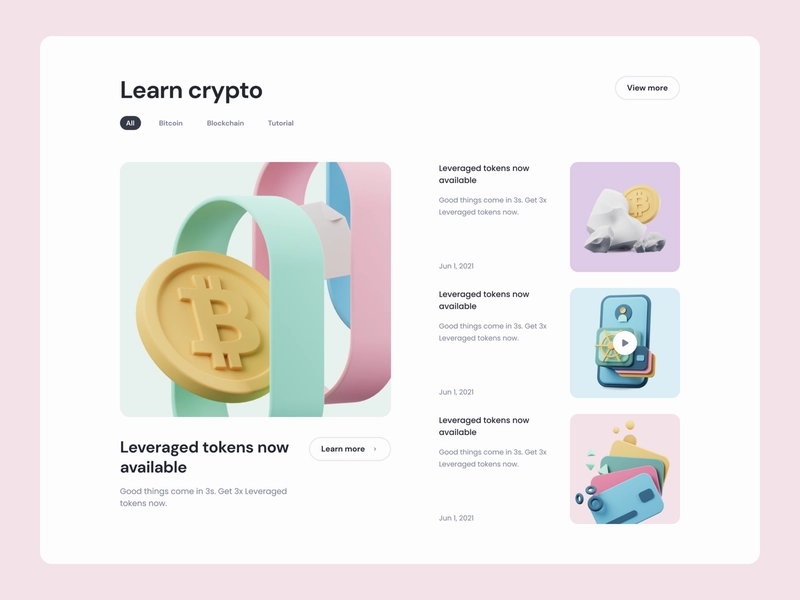 Learn crypto
View more
All
Bitcoin
Blockchain
Tutorial
Leveraged tokens now
available
Learn more
Good things come in 3s. Get 3x Leveraged
tokens now.
Leveraged tokens now
available
Good things come in 3s. Get 3x
Leveraged tokens now.
Jun 1, 2021
Leveraged tokens now
available
Good things come in 3s. Get 3x
Leveraged tokens now.
Jun 1, 2021
Leveraged tokens now
available
Good things come in 3s. Get 3x
Leveraged tokens now.
Jun 1, 2021